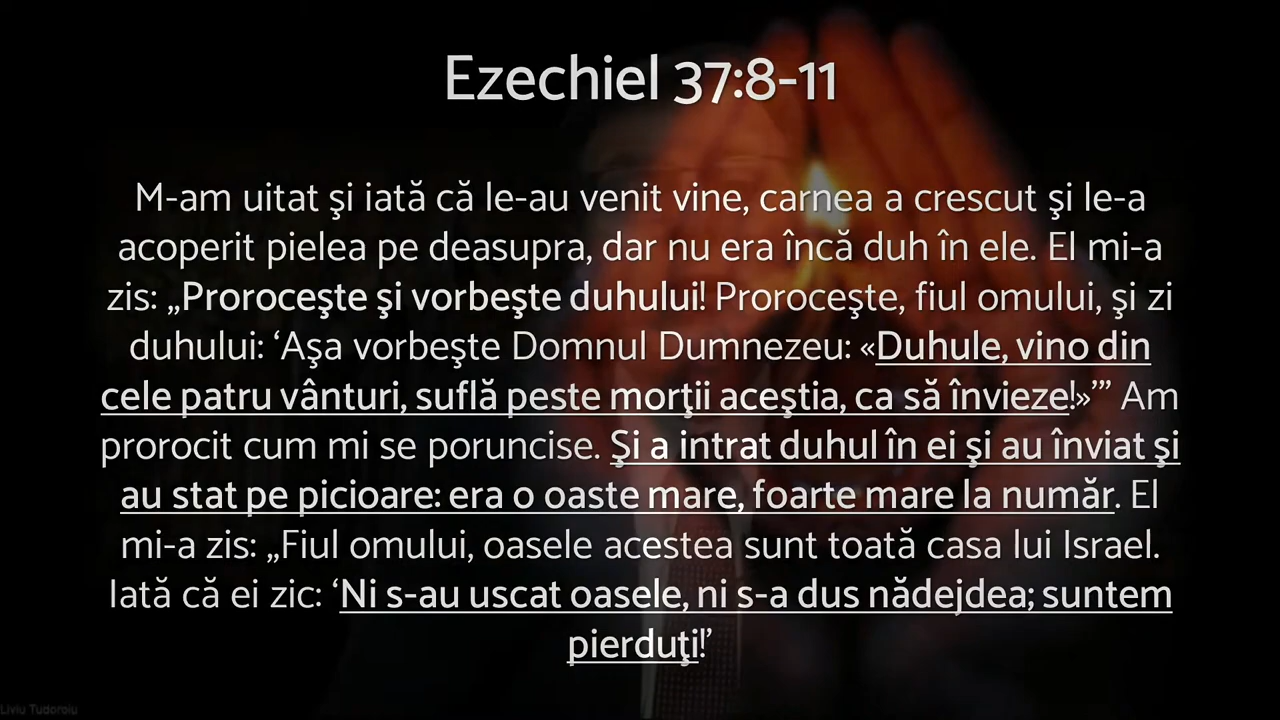 Ezechiel 37:8-11
M-am uitat şi iată că le-au venit vine, carnea a crescut şi le-a
acoperit pielea pe deasupra, dar nu era încă duh în ele. El mi-a
zis: „Proroceşte şi vorbeşte duhului! Proroceşte, fiul omului, şi zi
duhului: ‘Aşa vorbeşte Domnul Dumnezeu: «Duhule, vino din
cele patru vânturi, suflă peste morţii aceştia, ca să învieze!»’” Am
prorocit cum mi se poruncise. Şi a intrat duhul în ei şi au înviat şi
au stat pe picioare: era o oaste mare, foarte mare la număr. El
mi-a zis: „Fiul omului, oasele acestea sunt toată casa lui Israel.
Iată că ei zic: ‘Ni s-au uscat oasele, ni s-a dus nădejdea; suntem
pierduţi!’
Liviu Tudoroiu